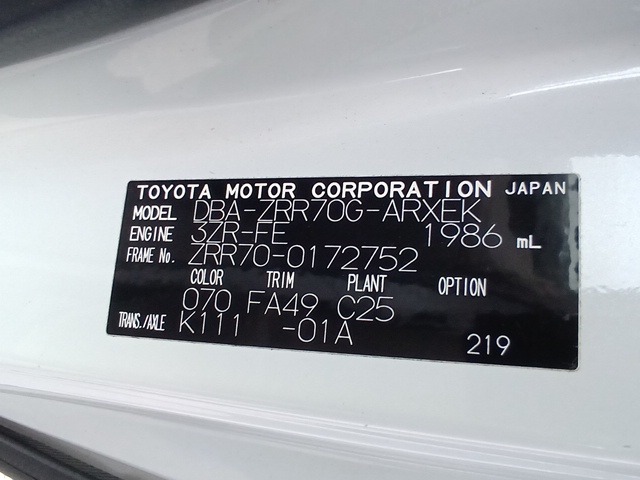 TOYOTA MOTOR CORPORATION JAPAN
MODEL DBA-ZRR70G-ARXEK
ENGINE 3ZR-FE 1986 mL
FRAME No. ZRR70-0172752
COLOR TRIM PLANT OPTION
070 FA49 C25
TRANS./AXLE K111 -01A
219